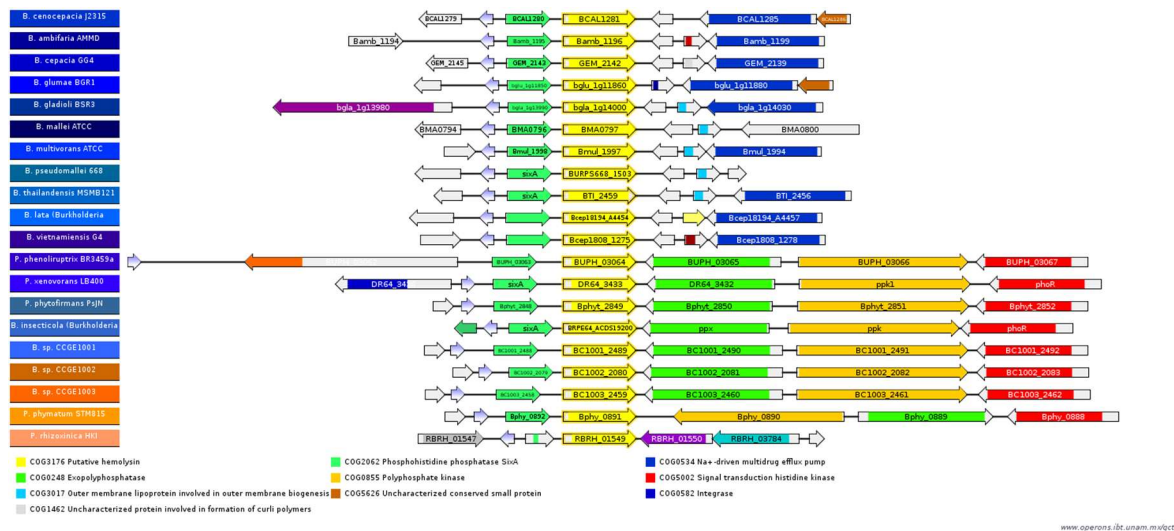 B. cenocepacia J2315 BCAL1279 BCAL1280 BCAL1281 BCAL1285
B. ambifaria AMMD Bamb_1194 Bamb_1195 Bamb_1196 Bamb_1199
B. cepacia GG4 GEM_2145 GEM_2143 GEM_2142 GEM_2139
B. glumae BGR1 bglu_1g11850 bglu_1g11860 bglu_1g11880
B. gladioli BSR3 bgla_1g13980 bgla_1g13990 bgla_1g14000 bgla_1g14030
B. mallei ATCC BMA0794 BMA0796 BMA0797 BMA0800
B. multivorans ATCC Bmul_1998 Bmul_1997 Bmul_1994
B. pseudomallei 668 sixA BURPS668_1503
B. thailandensis MSMB121 sixA BTI_2459 BTI_2456
B. lata (Burkholderia Bcep18194_A4454 Bcep18194_A4457
B. vietnamiensis G4 Bcep1808_1275 Bcep1808_1278
P. phenoliruptrix BR3459a BUPH_03063 BUPH_03064 BUPH_03065 BUPH_03066 BUPH_03067
P. xenovorans LB400 DR64_343 sixA DR64_3433 DR64_3432 ppk1 phoR
P. phytofirmans PsJN Bphyt_2848 Bphyt_2849 Bphyt_2850 Bphyt_2851 Bphyt_2852
B. insecticola (Burkholderia sixA BRPE64_ACDS19200 ppx ppk phoR
B. sp. CCGE1001 BC1001_2488 BC1001_2489 BC1001_2490 BC1001_2491 BC1001_2492
B. sp. CCGE1002 BC1002_2079 BC1002_2080 BC1002_2081 BC1002_2082 BC1002_2083
B. sp. CCGE1003 BC1003_2458 BC1003_2459 BC1003_2460 BC1003_2461 BC1003_2462
P. phymatum STM815 Bphy_0892 Bphy_0891 Bphy_0890 Bphy_0889 Bphy_0888
P. rhizoxinica HKI RBRH_01547 RBRH_01549 RBRH_01550 RBRH_03784
COG3176 Putative hemolysin COG2062 Phosphohistidine phosphatase SixA COG0534 Na+-driven multidrug efflux pump
COG0248 Exopolyphosphatase COG0855 Polyphosphate kinase COG5002 Signal transduction histidine kinase
COG3017 Outer membrane lipoprotein involved in outer membrane biogenesis COG5626 Uncharacterized conserved small protein COG0582 Integrase
COG1462 Uncharacterized protein involved in formation of curli polymers
www.operons.ibt.unam.mx/gct